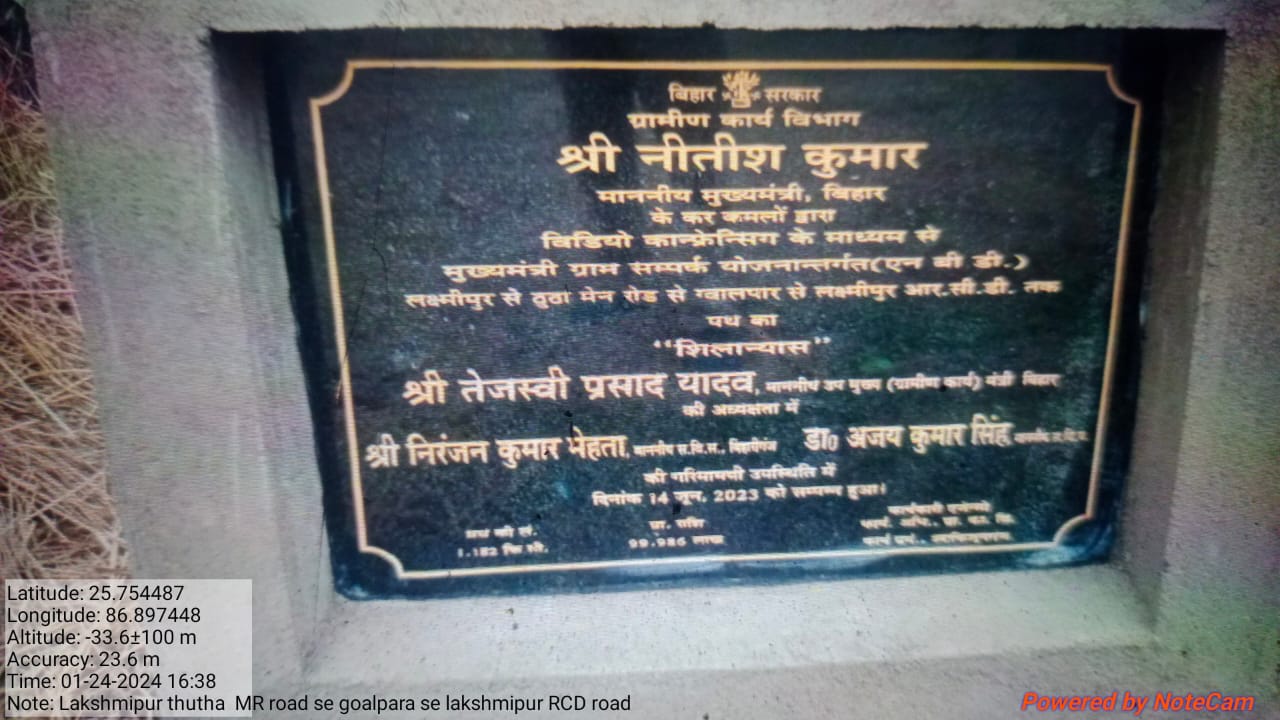 बिहार सरकार
ग्रामीण कार्य विभाग
श्री नीतीश कुमार
माननीय मुख्यमंत्री, बिहार
के कर कमलों द्वारा
विडियो कान्फ्रेन्सिग के माध्यम से
मुख्यमंत्री ग्राम सम्पर्क योजनान्तर्गत(एन बी डी.)
लक्ष्मीपुर से ठुठा मेन रोड से ग्वालपार से लक्ष्मीपुर आर.सी.डी. तक
पथ का
“शिलान्यास”
श्री तेजस्वी प्रसाद यादव, माननीय उप मुख्य (ग्रामीण कार्य) मंत्री बिहार
की अध्यक्षता में
श्री निरंजन कुमार मेहता, माननीय स.वि.स., बिहारीगंज डा० अजय कुमार सिंह,
की गरिमामयी उपस्थिति में
दिनांक 14 जून, 2023 को सम्पन्न हुआ।
पथ की लं. प्रा. राशि
1.182 कि.मी. 99.986 लाख
Latitude: 25.754487
Longitude: 86.897448
Altitude: -33.6±100 m
Accuracy: 23.6 m
Time: 01-24-2024 16:38
Note: Lakshmipur thutha MR road se goalpara se lakshmipur RCD road
Powered by NoteCam